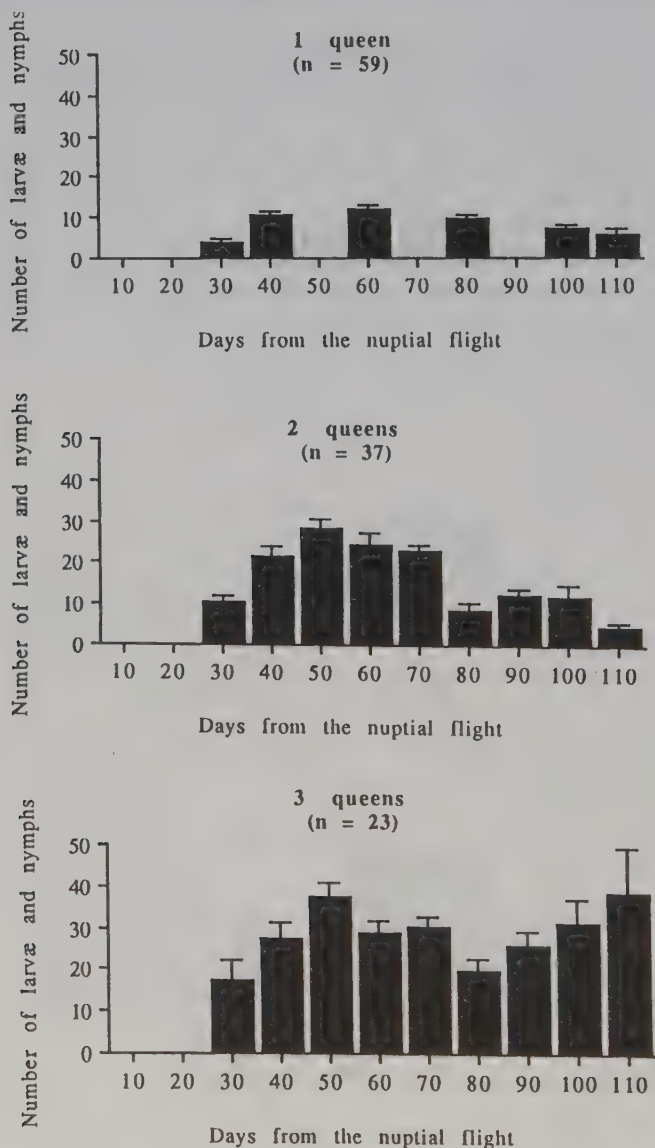 1 queen
(n = 59)
Number of larvæ and nymphs
50
40
30
20
10
0
10 20 30 40 50 60 70 80 90 100 110
Days from the nuptial flight
2 queens
(n = 37)
Number of larvæ and nymphs
50
40
30
20
10
0
10 20 30 40 50 60 70 80 90 100 110
Days from the nuptial flight
3 queens
(n = 23)
Number of larvæ and nymphs
50
40
30
20
10
0
10 20 30 40 50 60 70 80 90 100 110
Days from the nuptial flight